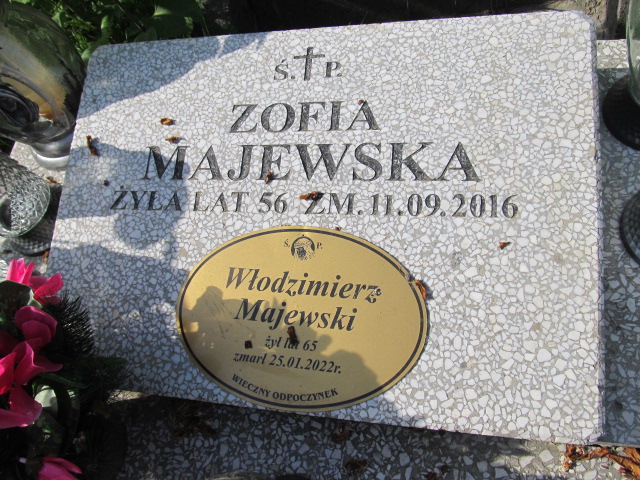 Ś. P.
ZOFIA
MAJEWSKA
ŻYŁA LAT 56 ZM. 11.09.2016
Ś. P.
Włodzimierz
Majewski
żył lat 65
zmarł 25.01.2022r.
WIECZNY ODPOCZYNEK